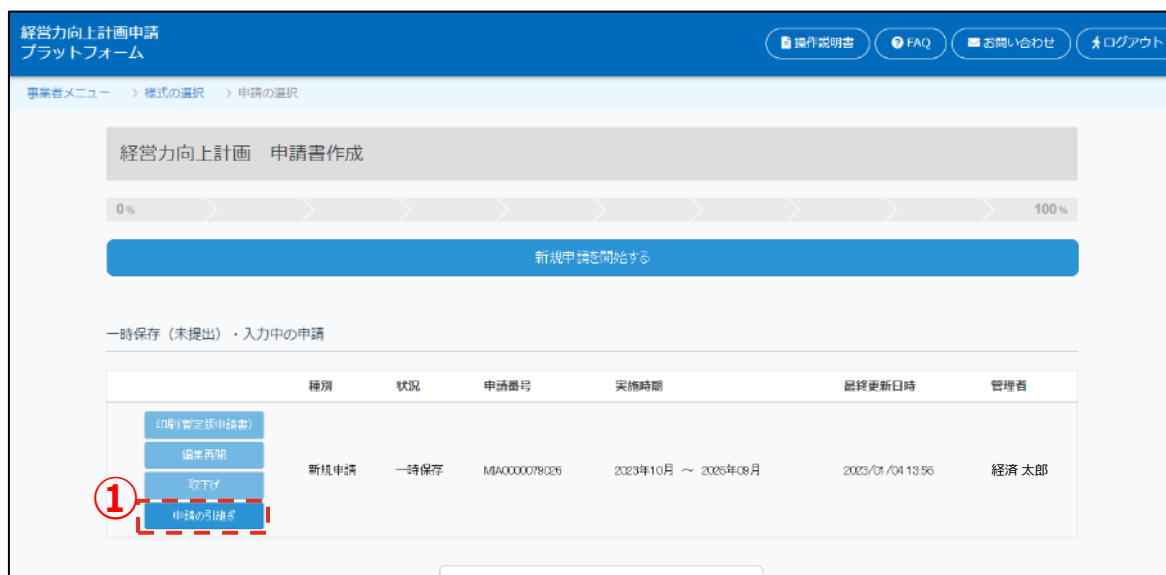 経営力向上計画申請
プラットフォーム
操作説明書
FAQ
お問い合わせ
ログアウト
事業者メニュー > 様式の選択 > 申請の選択
経営力向上計画 申請書作成
0%
100%
新規申請を開始する
一時保存(未提出)・入力中の申請
種別 状況 申請番号 実施時期 最終更新日時 管理者
印刷(暫定版申請書)
編集再開
取下げ
①
申請の引継ぎ
新規申請 一時保存 MIA0000078026 2023年10月 ~ 2026年09月 2023/01/04 13:56 経済 太郎